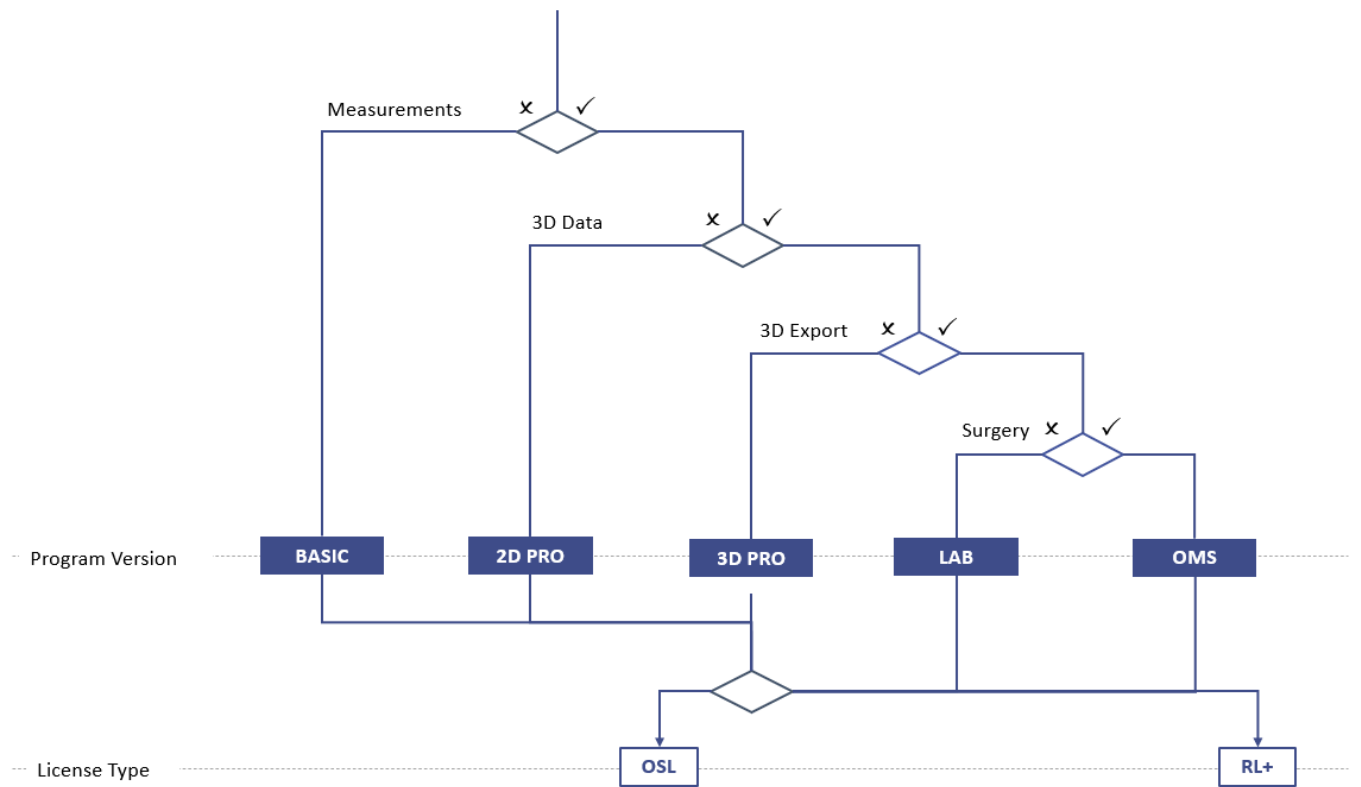 Measurements ✘ ✓
3D Data ✘ ✓
3D Export ✘ ✓
Surgery ✘ ✓
Program Version BASIC 2D PRO 3D PRO LAB OMS
License Type OSL RL+